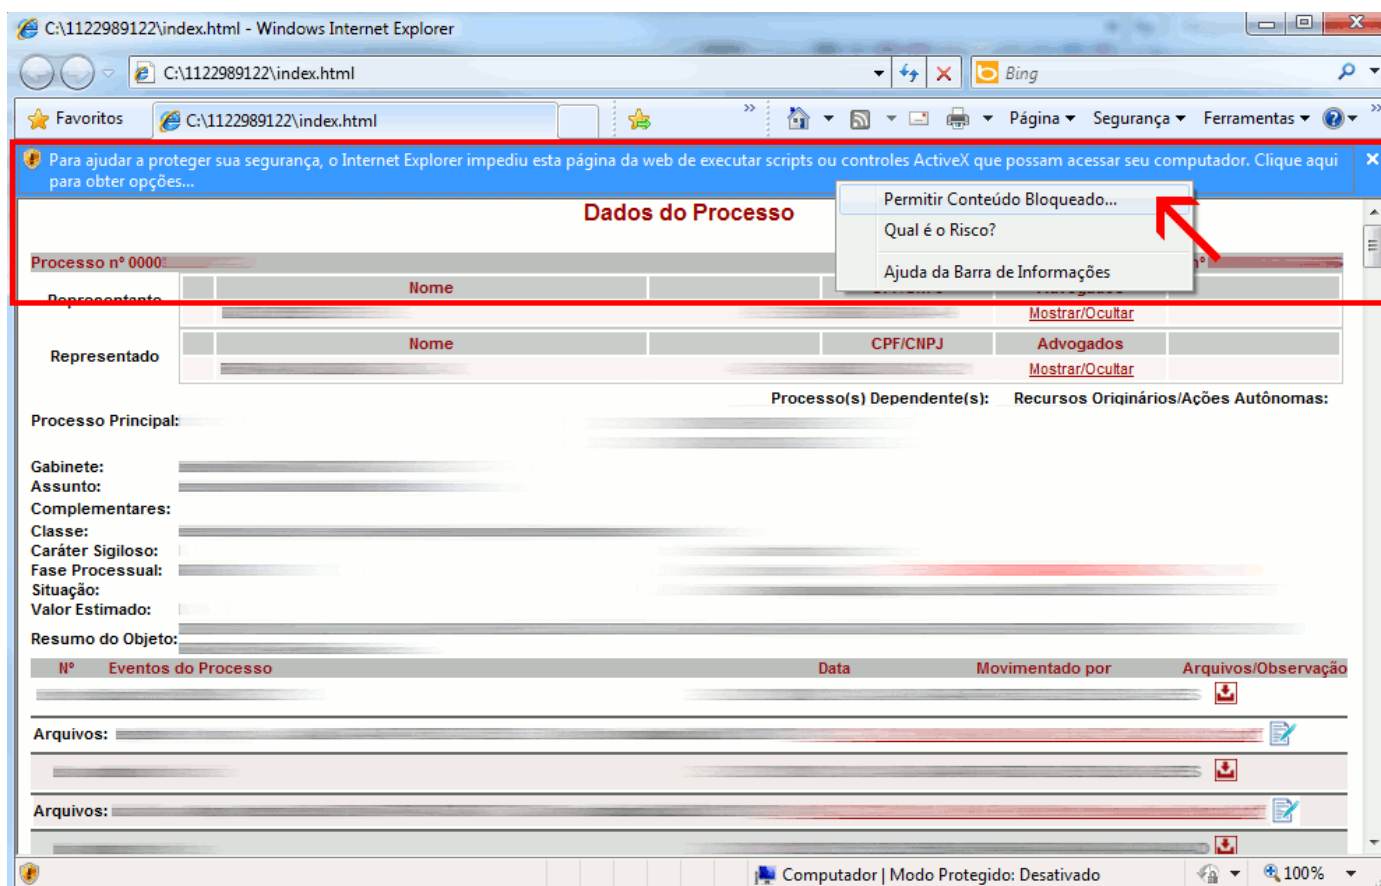 C:\1122989122\index.html - Windows Internet Explorer
C:\1122989122\index.html
Bing
Favoritos
C:\1122989122\index.html
Página
Segurança
Ferramentas
Para ajudar a proteger sua segurança, o Internet Explorer impediu esta página da web de executar scripts ou controles ActiveX que possam acessar seu computador. Clique aqui
para obter opções...
Permitir Conteúdo Bloqueado...
Qual é o Risco?
Ajuda da Barra de Informações
Dados do Processo
Processo nº 0000
nº
Nome
Mostrar/Ocultar
Representado
Nome
CPF/CNPJ
Advogados
Mostrar/Ocultar
Processo(s) Dependente(s):
Recursos Originários/Ações Autônomas:
Processo Principal:
Gabinete:
Assunto:
Complementares:
Classe:
Caráter Sigiloso:
Fase Processual:
Situação:
Valor Estimado:
Resumo do Objeto:
Nº Eventos do Processo Data Movimentado por Arquivos/Observação
Arquivos:
Arquivos:
Computador | Modo Protegido: Desativado
100%